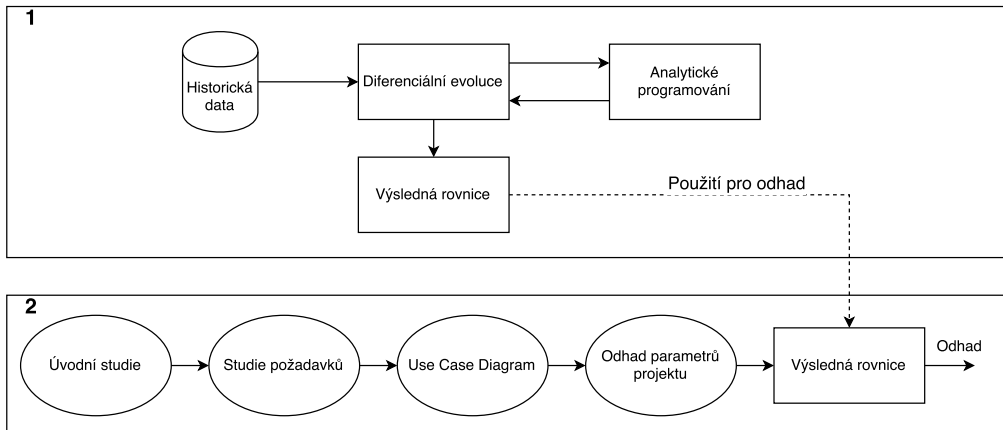 1
Historická
data
Diferenciální evoluce
Analytické
programování
Výsledná rovnice
Použití pro odhad
2
Úvodní studie
Studie požadavků
Use Case Diagram
Odhad parametrů
projektu
Výsledná rovnice
Odhad